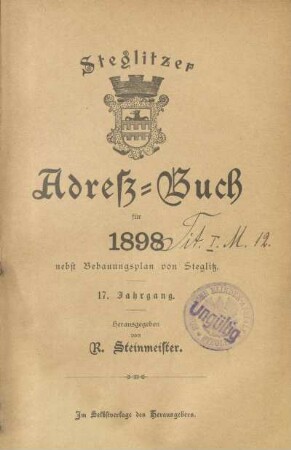 Steglitzer
Adreß=Buch
für
1898 Tit. I. M. 12.
nebst Bebauungsplan von Steglitz.
17. Jahrgang.
Herausgegeben
von
R. Steinmeister.
Ungültig
Im Selbstverlage des Herausgebers.